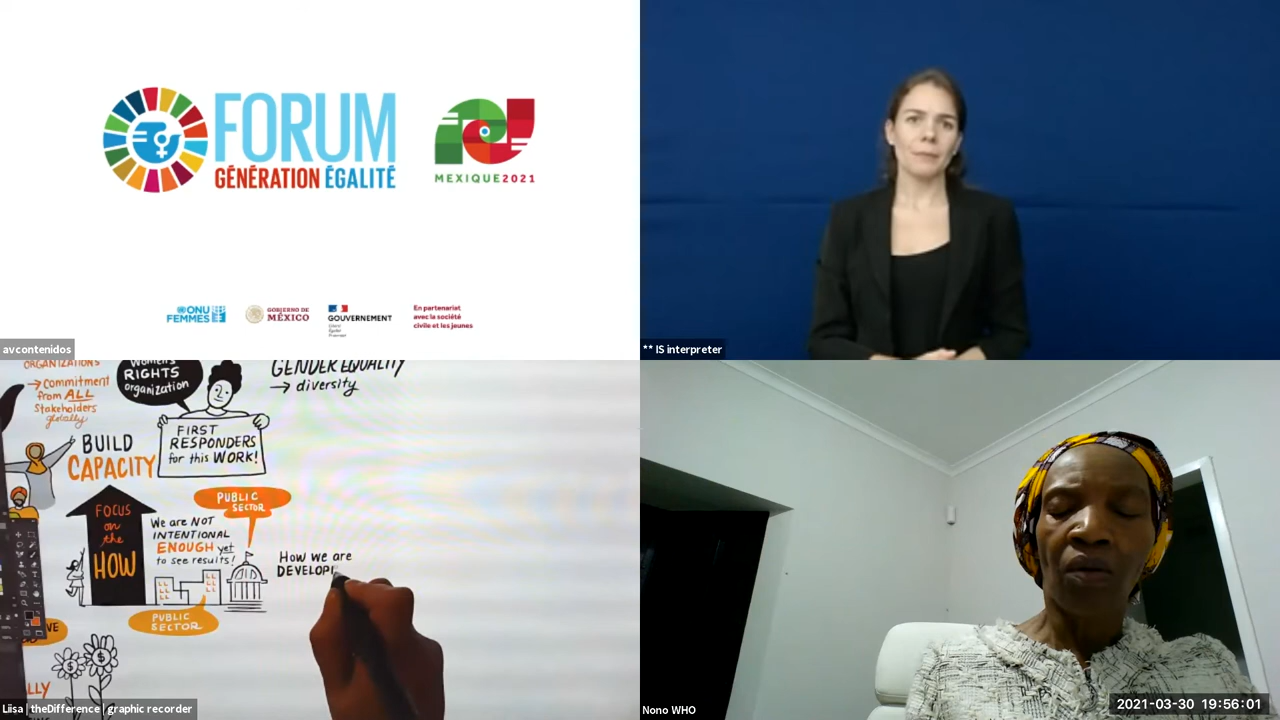 FORUM
GÉNÉRATION ÉGALITÉ
MEXIQUE2021
ONU
FEMMES
GOBIERNO DE
MÉXICO
GOUVERNEMENT
En partenariat
avec la société
civile et les jeunes
avcontenidos
** IS interpreter
ORGANIZATIONS
→ Commitment
from ALL
Stakeholders
globally
WOMEN'S
RIGHTS
organization
GENDER EQUALITY
→ diversity
FIRST
RESPONDERS
for this WORK!
BUILD
CAPACITY
PUBLIC
SECTOR
FOCUS
on
the
HOW
We are NOT
INTENTIONAL
ENOUGH yet
to see results!
How we are
DEVELOPI
PUBLIC
SECTOR
VE
LLY
Liisa | theDifference | graphic recorder
Nono WHO
2021-03-30 19:56:01